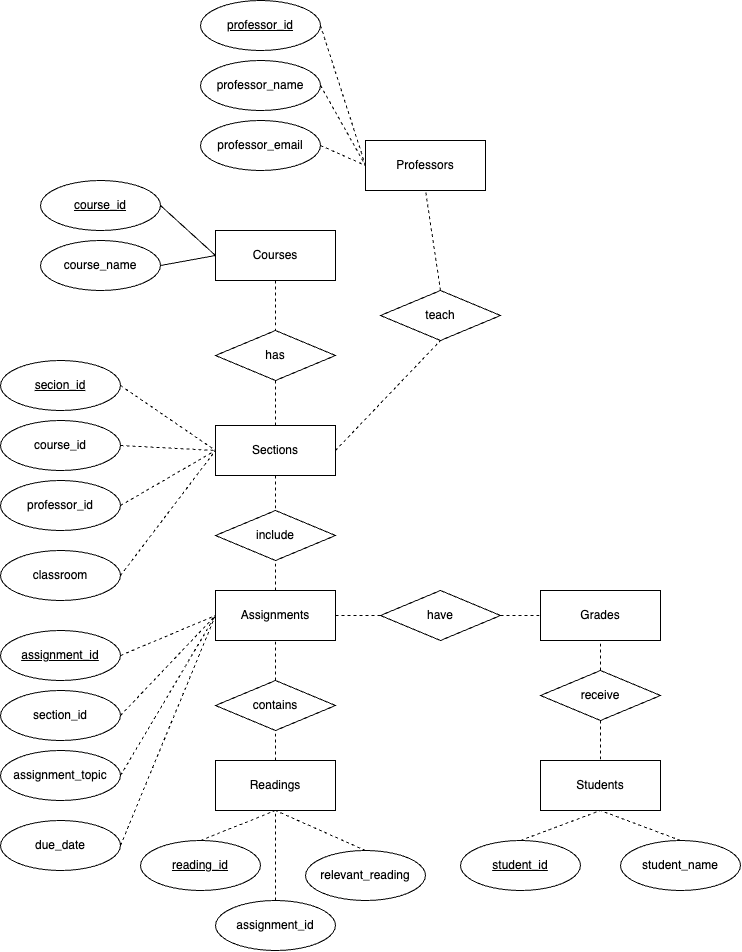 professor_id
professor_name
professor_email
Professors
course_id
course_name
Courses
teach
has
secion_id
course_id
professor_id
classroom
Sections
include
Assignments
have
Grades
assignment_id
section_id
assignment_topic
due_date
contains
receive
Readings
Students
reading_id
relevant_reading
assignment_id
student_id
student_name